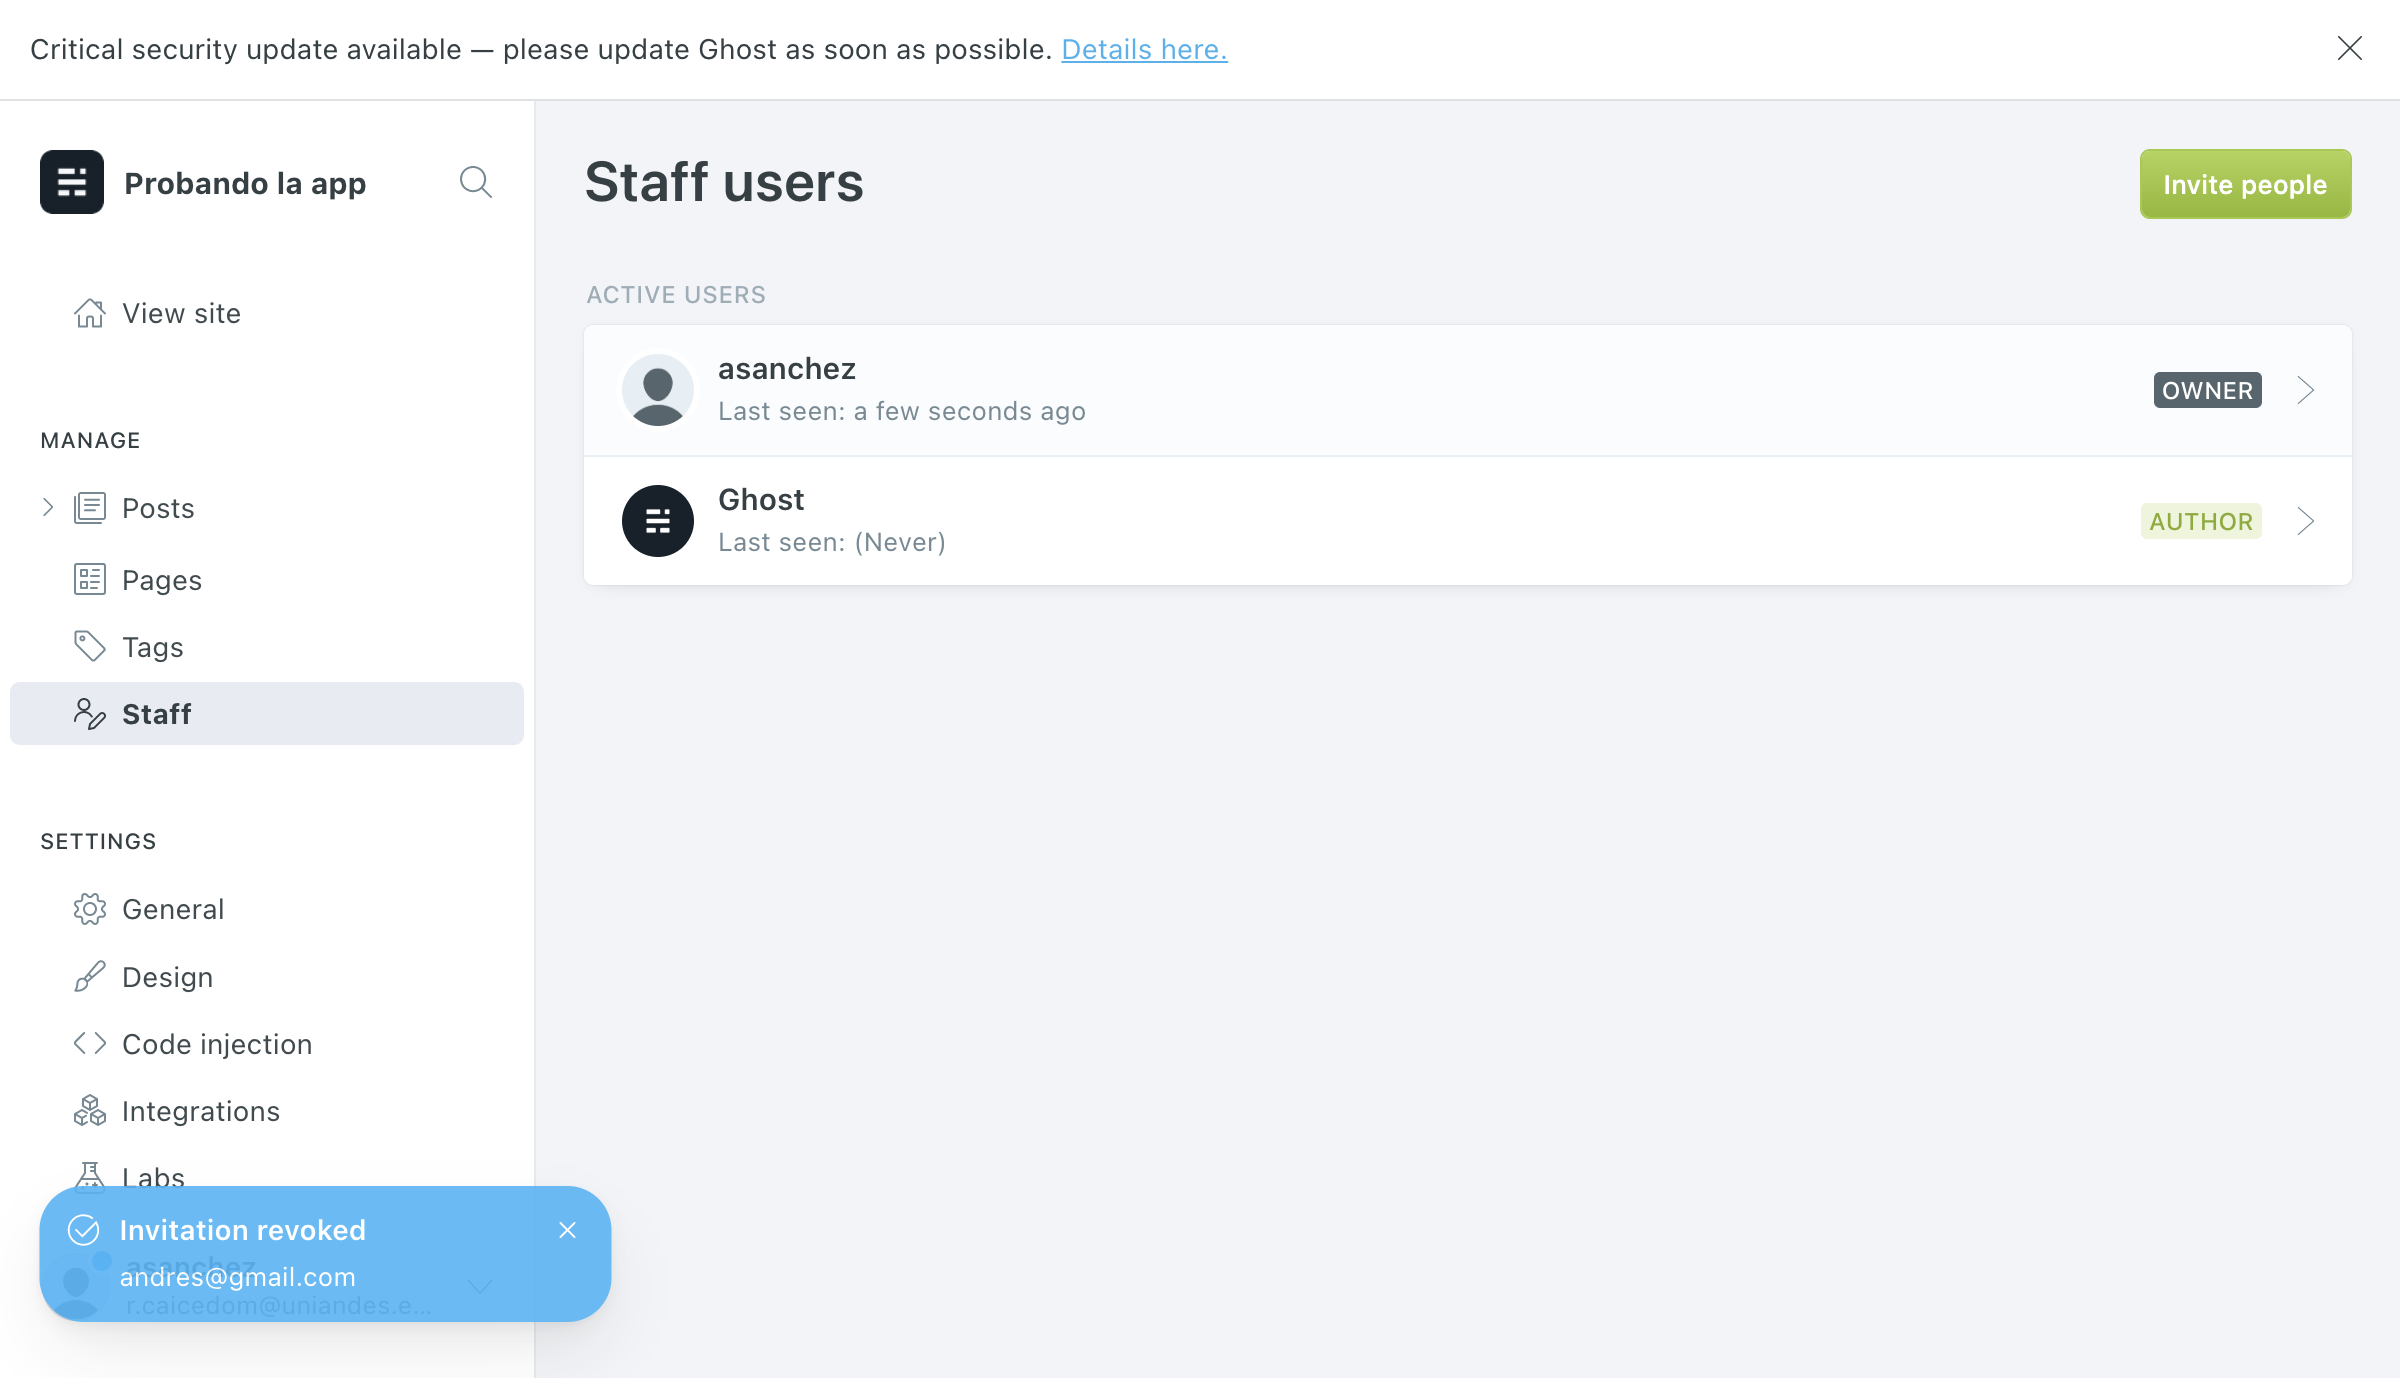 Critical security update available — please update Ghost as soon as possible. Details here.
Probando la app
View site
MANAGE
Posts
Pages
Tags
Staff
SETTINGS
General
Design
Code injection
Integrations
Labs
Invitation revoked
andres@gmail.com
asanchez
r.caicedom@uniandes.e...
Staff users
Invite people
ACTIVE USERS
asanchez
Last seen: a few seconds ago
OWNER
Ghost
Last seen: (Never)
AUTHOR